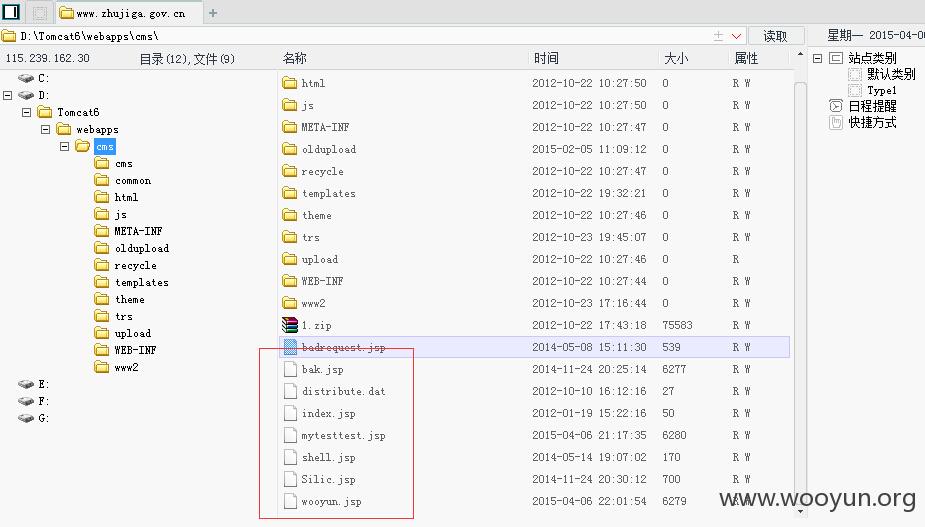 www.zhujiga.gov.cn
D:\Tomcat6\webapps\cms\
读取
星期一 2015-04-0
115.239.162.30
目录(12),文件(9)
名称
时间
大小
属性
C:
D:
Tomcat6
webapps
cms
cms
common
html
js
META-INF
oldupload
recycle
templates
theme
trs
upload
WEB-INF
www2
E:
F:
G:
html 2012-10-22 10:27:50 0 R W
js 2012-10-22 10:27:50 0 R W
META-INF 2012-10-22 10:27:47 0 R W
oldupload 2015-02-05 11:09:12 0 R W
recycle 2012-10-22 10:27:47 0 R W
templates 2012-10-22 19:32:21 0 R W
theme 2012-10-22 10:27:46 0 R W
trs 2012-10-23 19:45:07 0 R W
upload 2012-10-22 10:27:46 0 R
WEB-INF 2012-10-22 10:27:44 0 R W
www2 2012-10-23 17:16:44 0 R W
1.zip 2012-10-22 17:43:18 75583 R W
badrequest.jsp 2014-05-08 15:11:30 539 R W
bak.jsp 2014-11-24 20:25:14 6277 R W
distribute.dat 2012-10-10 16:12:16 27 R W
index.jsp 2012-01-19 15:22:16 50 R W
mytesttest.jsp 2015-04-06 21:17:35 6280 R W
shell.jsp 2014-05-14 19:07:02 170 R W
Silic.jsp 2014-11-24 20:30:12 700 R W
wooyun.jsp 2015-04-06 22:01:54 6279 R W
站点类别
默认类别
Type1
日程提醒
快捷方式
www.wooyun.org